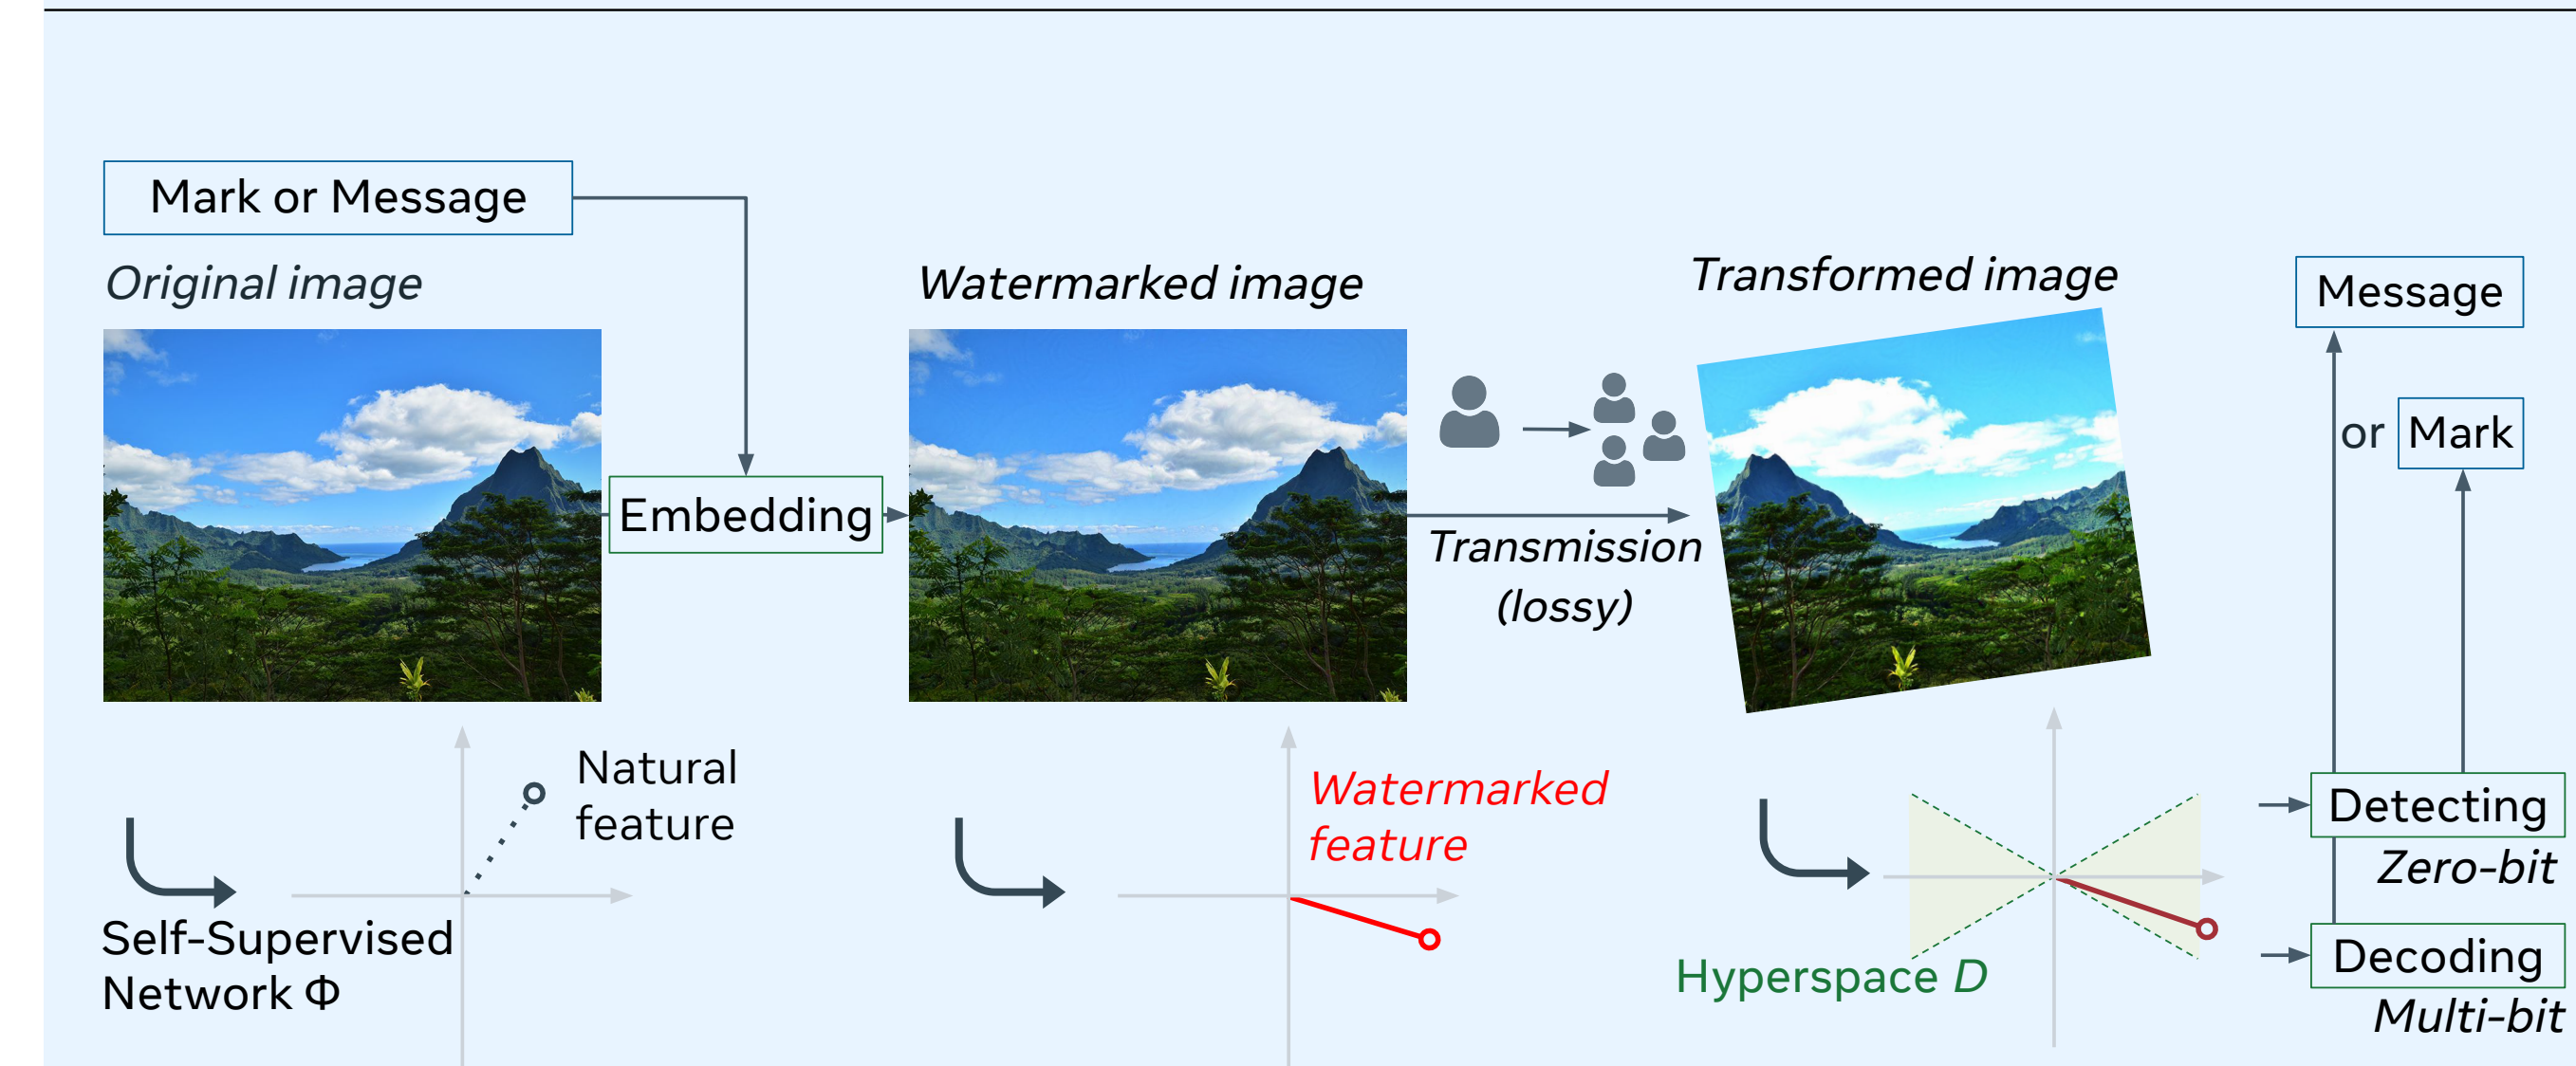 Mark or Message
Original image
Embedding
Watermarked image
Transmission
(lossy)
Transformed image
Message
or
Mark
Natural
feature
Self-Supervised
Network Φ
Watermarked
feature
Hyperspace D
Detecting
Zero-bit
Decoding
Multi-bit